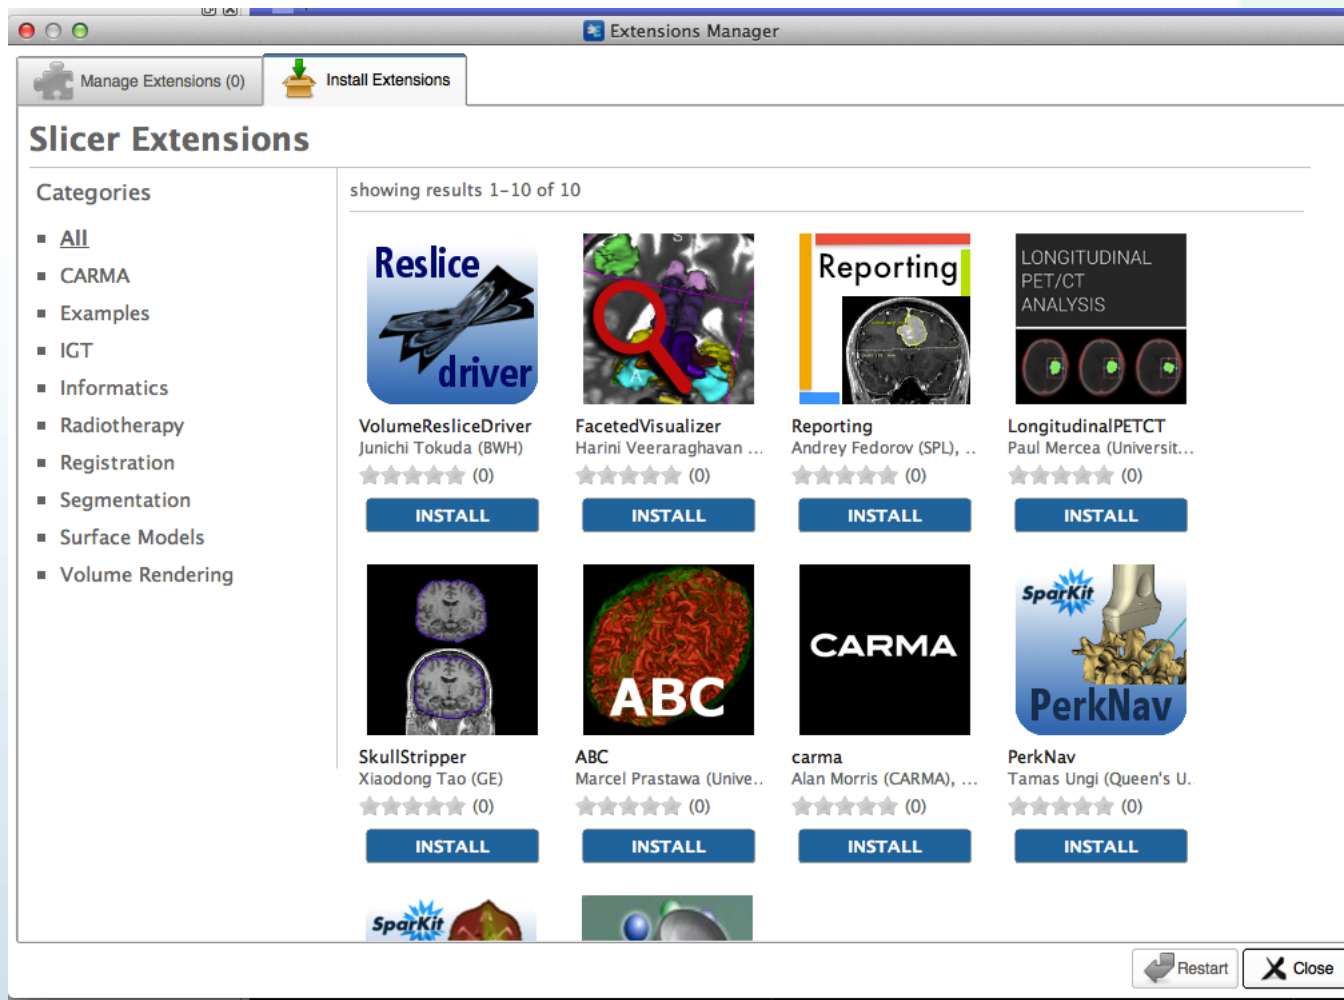 Extensions Manager
Manage Extensions (0)
Install Extensions
Slicer Extensions
Categories
All
CARMA
Examples
IGT
Informatics
Radiotherapy
Registration
Segmentation
Surface Models
Volume Rendering
showing results 1-10 of 10
Reslice
driver
VolumeResliceDriver
Junichi Tokuda (BWH)
(0)
INSTALL
S
A
FacetedVisualizer
Harini Veeraraghavan ...
(0)
INSTALL
Reporting
Reporting
Andrey Fedorov (SPL), ..
(0)
INSTALL
LONGITUDINAL
PET/CT
ANALYSIS
LongitudinalPETCT
Paul Mercea (Universit...
(0)
INSTALL
SkullStripper
Xiaodong Tao (GE)
(0)
INSTALL
ABC
ABC
Marcel Prastawa (Unive..
(0)
INSTALL
CARMA
carma
Alan Morris (CARMA), ...
(0)
INSTALL
SparKit
PerkNav
PerkNav
Tamas Ungi (Queen's U.
(0)
INSTALL
SparKit
Restart
Close